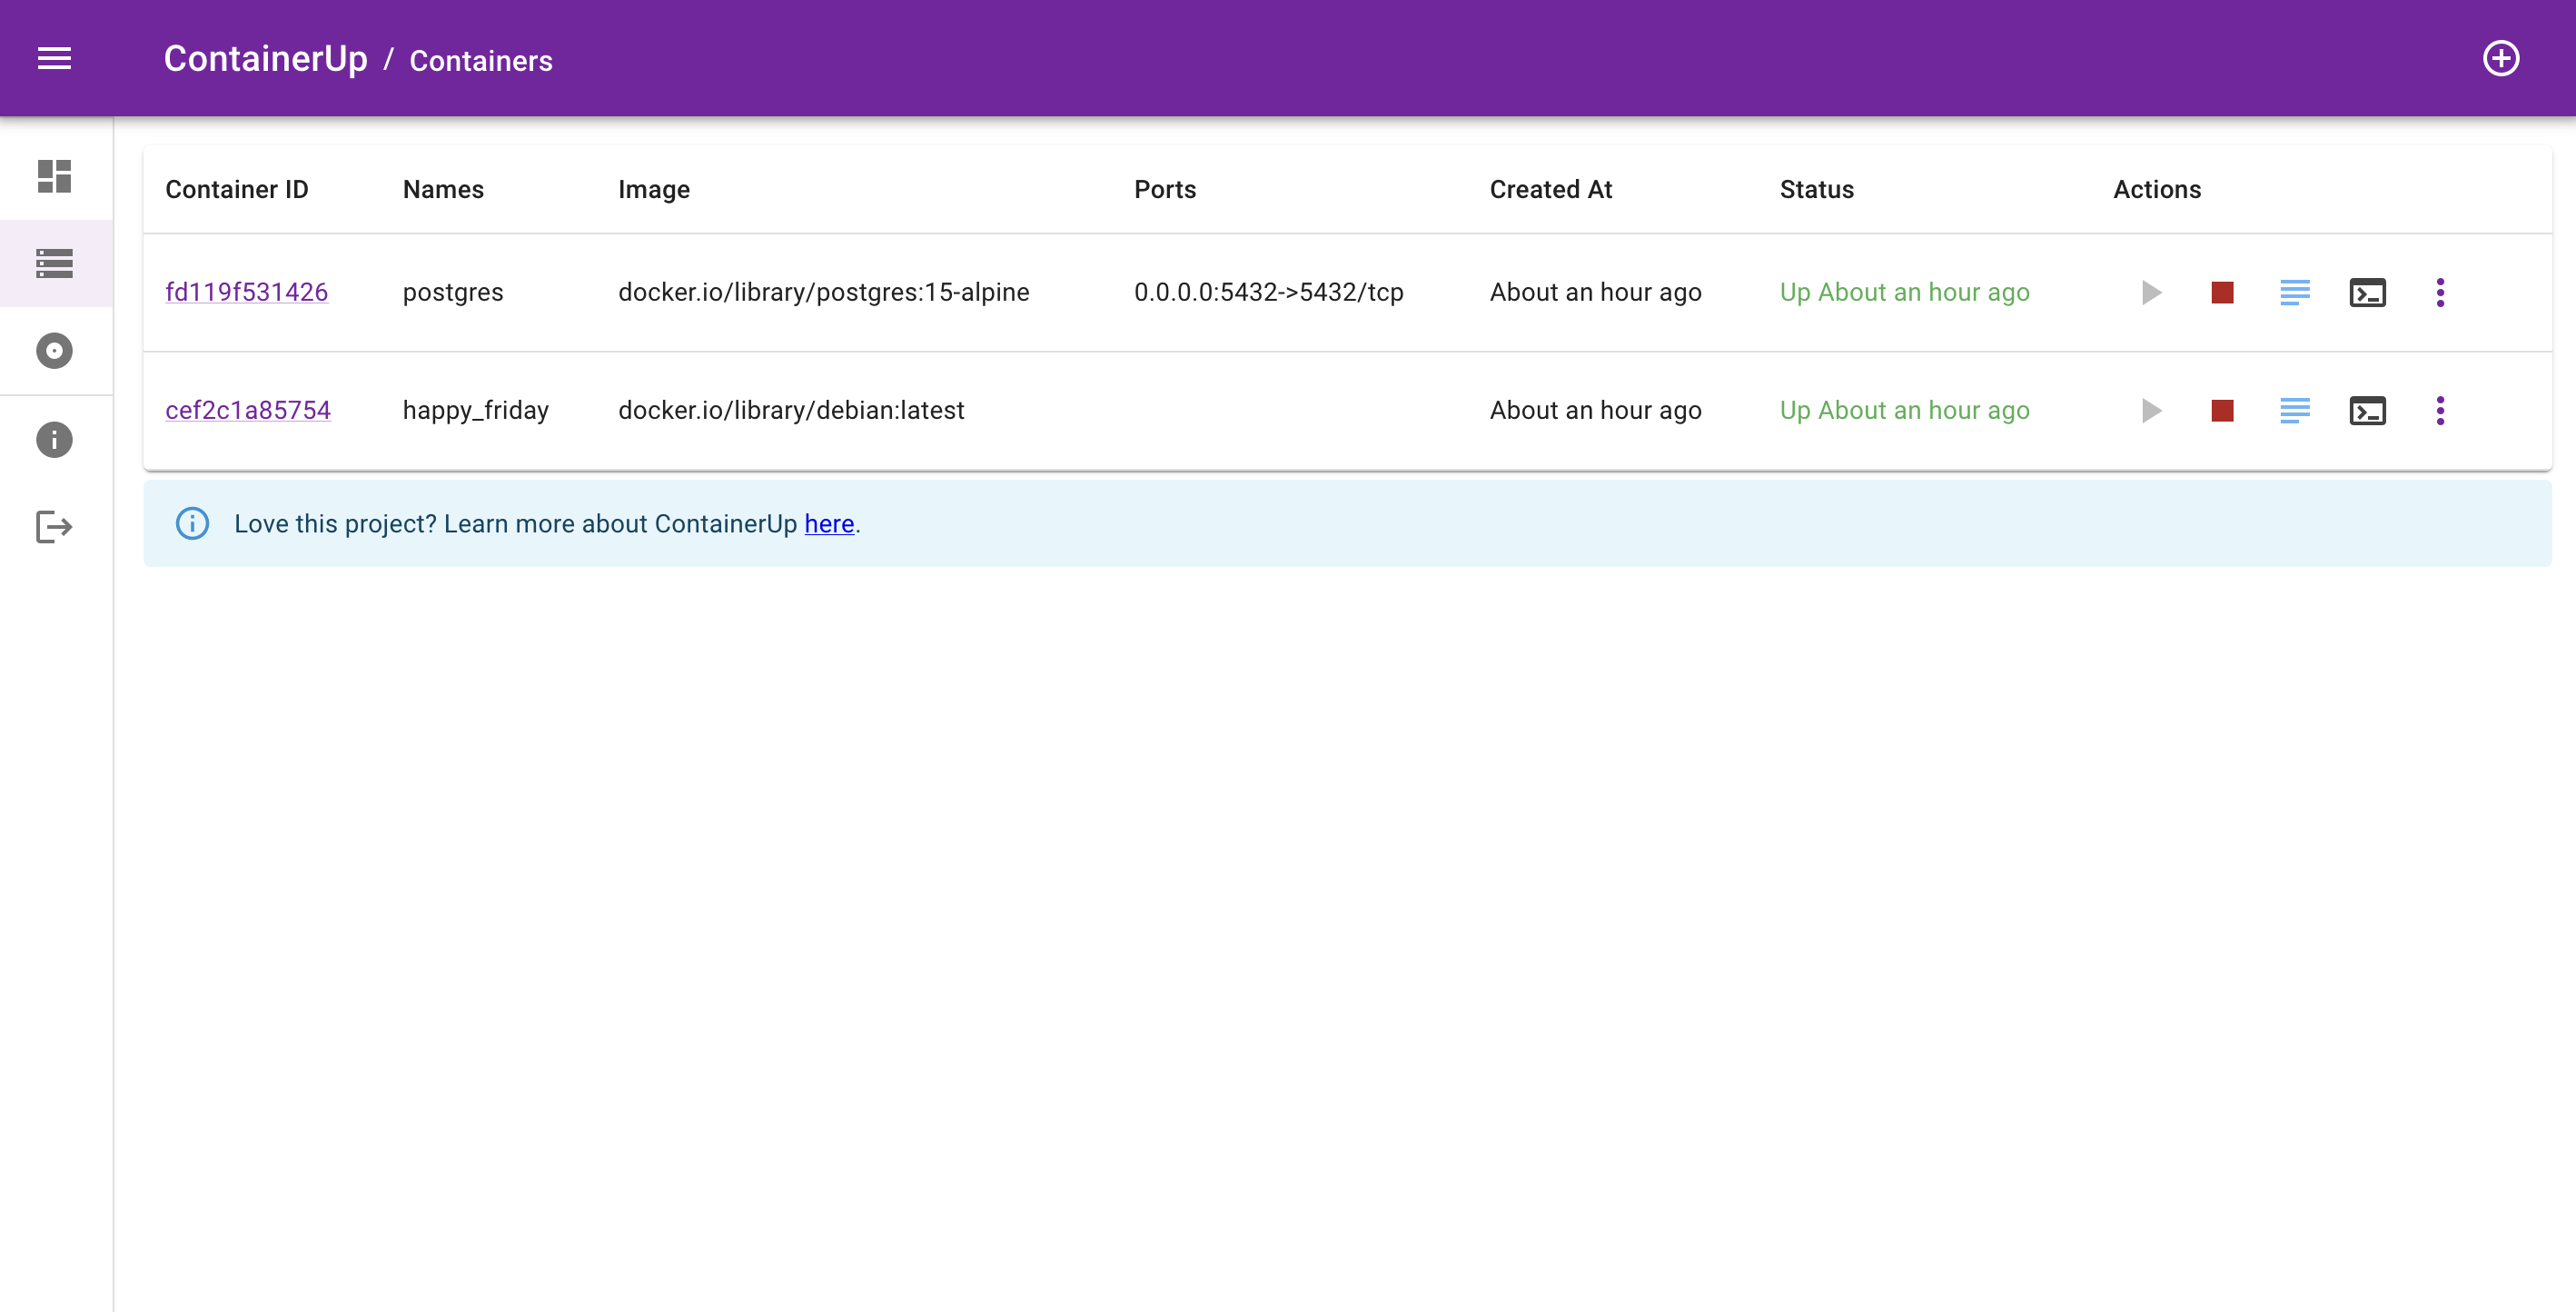 ContainerUp / Containers
Container ID Names Image Ports Created At Status Actions
fd119f531426 postgres docker.io/library/postgres:15-alpine 0.0.0.0:5432->5432/tcp About an hour ago Up About an hour ago
cef2c1a85754 happy_friday docker.io/library/debian:latest About an hour ago Up About an hour ago
Love this project? Learn more about ContainerUp here.